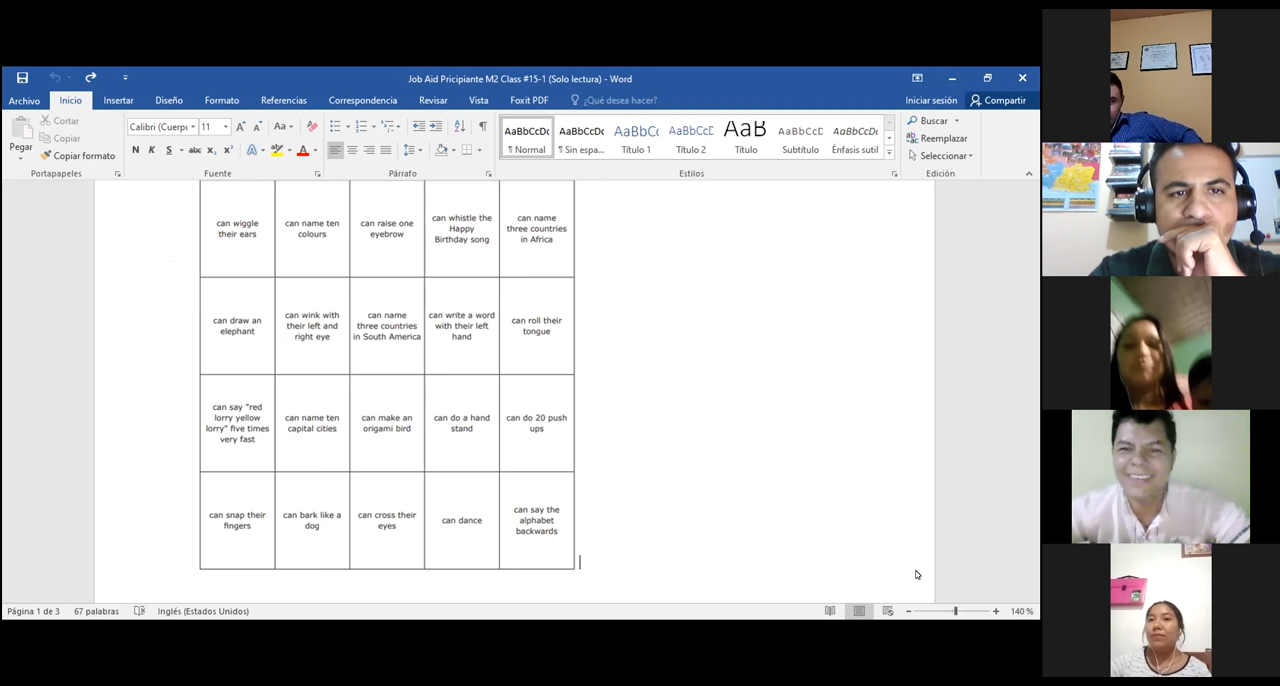 Job Aid Pricipiante M2 Class #15-1 (Solo lectura) - Word
Archivo Inicio Insertar Diseño Formato Referencias Correspondencia Revisar Vista Foxit PDF ¿Qué desea hacer? Iniciar sesión Compartir
Pegar
Cortar
Copiar
Copiar formato
Portapapeles
Calibri (Cuerpo 11
N K S abc x₂ x²
Fuente
Párrafo
AaBbCcDc AaBbCcDc AaBbCc AaBbCcD AaB AaBbCcD AaBbCcDc
¶ Normal ¶ Sin espa... Título 1 Título 2 Título Subtítulo Énfasis sutil
Estilos
Buscar
Reemplazar
Seleccionar
Edición
can wiggle
their ears
can name ten
colours
can raise one
eyebrow
can whistle the
Happy
Birthday song
can name
three countries
in Africa
can draw an
elephant
can wink with
their left and
right eye
can name
three countries
in South America
can write a word
with their left
hand
can roll their
tongue
can say "red
lorry yellow
lorry" five times
very fast
can name ten
capital cities
can make an
origami bird
can do a hand
stand
can do 20 push
ups
can snap their
fingers
can bark like a
dog
can cross their
eyes
can dance
can say the
alphabet
backwards
Página 1 de 3 67 palabras Inglés (Estados Unidos) 140 %